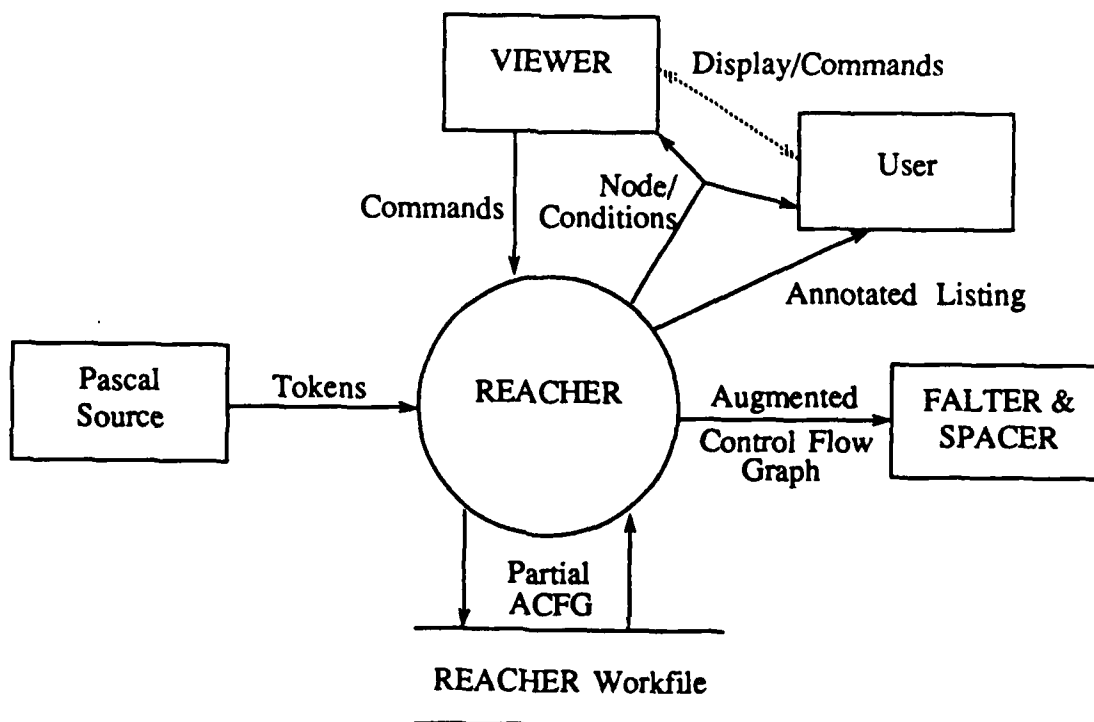 VIEWER
Display/Commands
User
Commands
Node/
Conditions
Annotated Listing
Pascal
Source
Tokens
REACHER
Augmented
Control Flow
Graph
FALTER &
SPACER
Partial
ACFG
REACHER Workfile